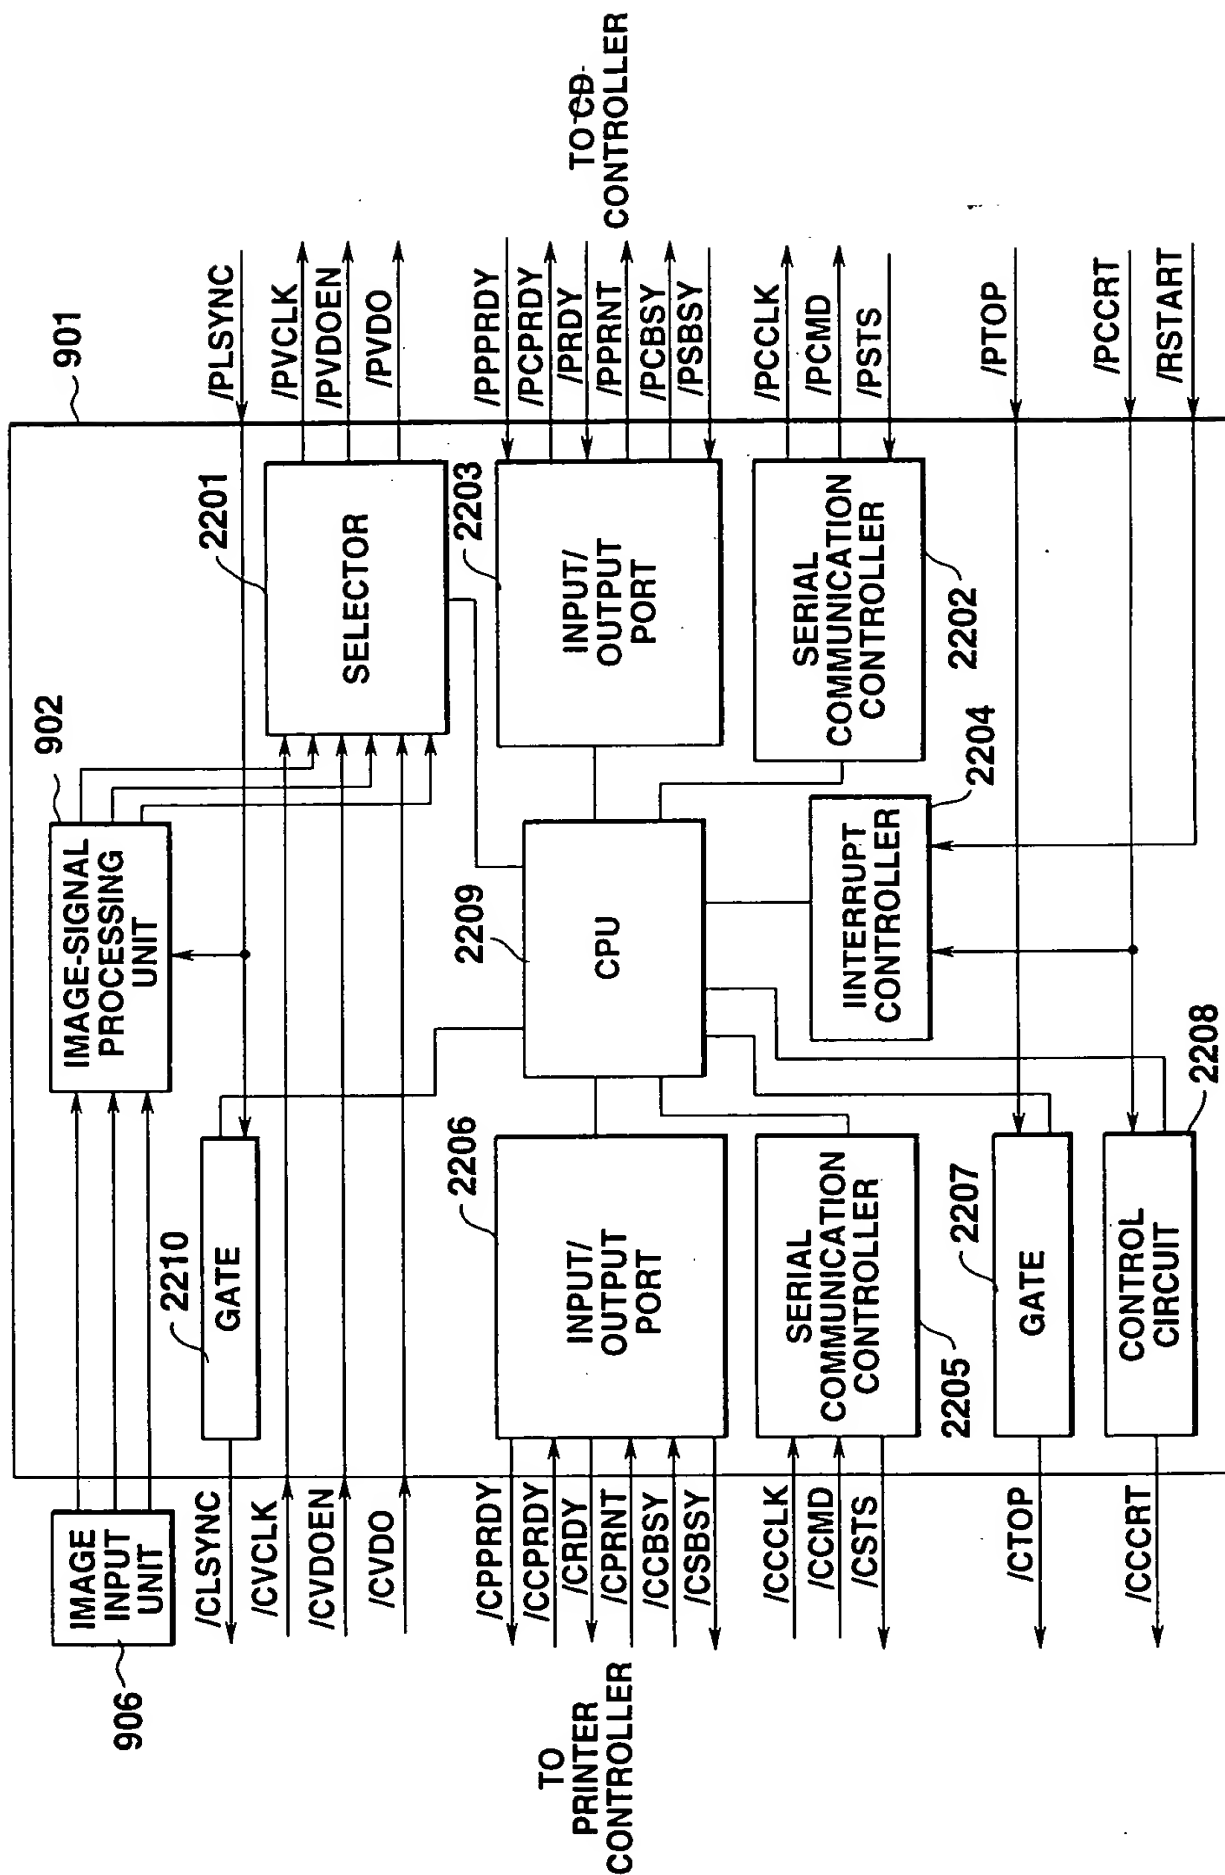 IMAGE
INPUT
UNIT
906
IMAGE-SIGNAL
PROCESSING
UNIT
902
901
/CLSYNC
/CVCLK
/CVDOEN
/CVDO
2210
GATE
2201
SELECTOR
/PLSYNC
/PVCLK
/PVDOEN
/PVDO
TO
PRINTER
CONTROLLER
/CPPRDY
/CCPRDY
/CRDY
/CPRNT
/CCBSY
/CSBSY
2206
INPUT/
OUTPUT
PORT
2209
CPU
2203
INPUT/
OUTPUT
PORT
/PPPRDY
/PCPRDY
/PRDY
/PPRNT
/PCBSY
/PSBSY
TO CD
CONTROLLER
/CCCLK
/CCMD
/CSTS
SERIAL
COMMUNICATION
CONTROLLER
2205
IINTERRUPT
CONTROLLER
2204
SERIAL
COMMUNICATION
CONTROLLER
2202
/PCCLK
/PCMD
/PSTS
/CTOP
2207
GATE
/PTOP
/CCCRT
CONTROL
CIRCUIT
2208
/PCCRT
/RSTART